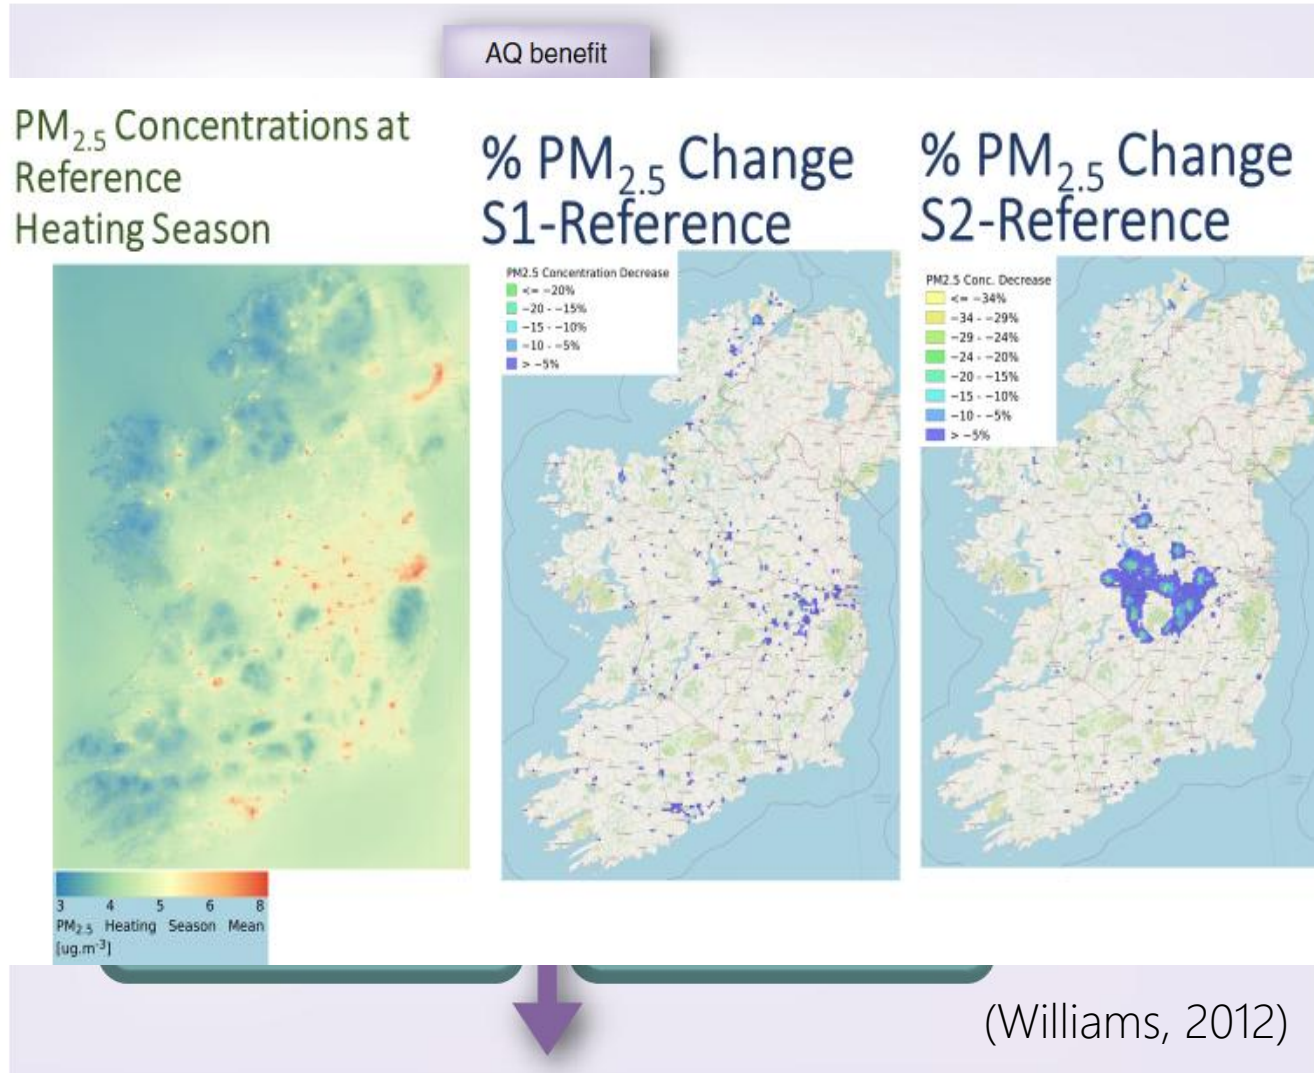 AQ benefit
PM2.5 Concentrations at
Reference
Heating Season
% PM2.5 Change
S1-Reference
% PM2.5 Change
S2-Reference
PM2.5 Concentration Decrease
<= −20%
−20 - −15%
−15 - −10%
−10 - −5%
> −5%
PM2.5 Conc. Decrease
<= −34%
−34 - −29%
−29 - −24%
−24 - −20%
−20 - −15%
−15 - −10%
−10 - −5%
> −5%
3 4 5 6 8
PM2.5 Heating Season Mean
[ug.m-3]
(Williams, 2012)